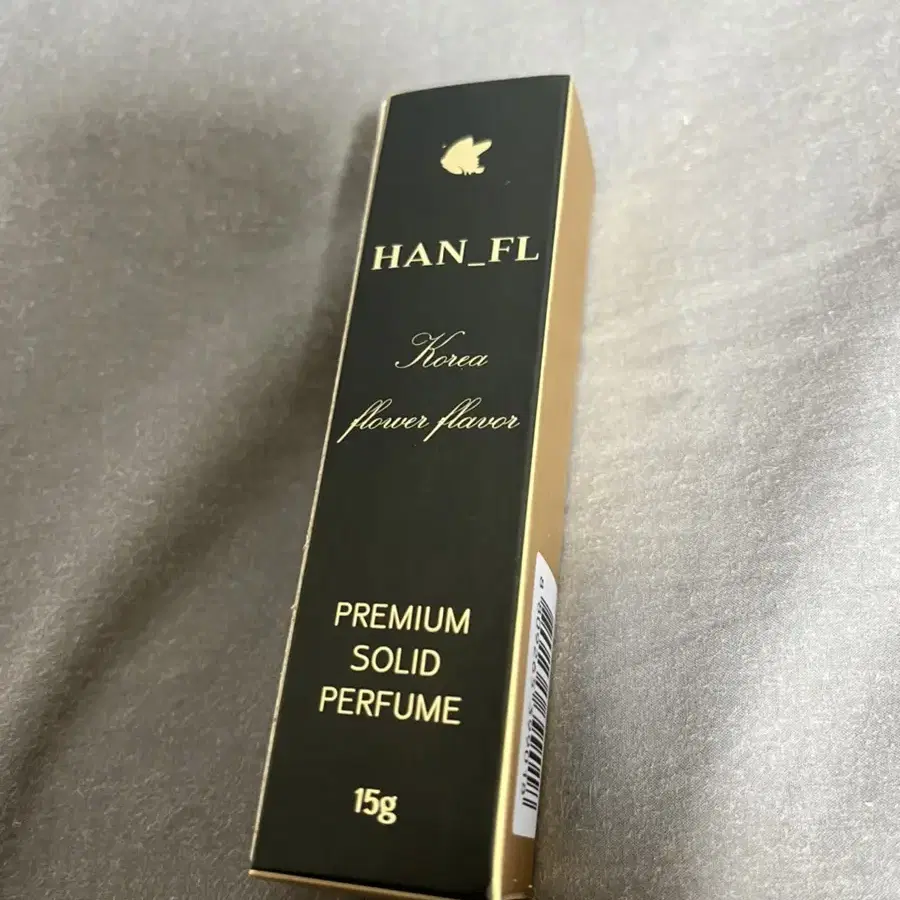 HAN_FL
Korea
flower flavor
PREMIUM
SOLID
PERFUME
15g